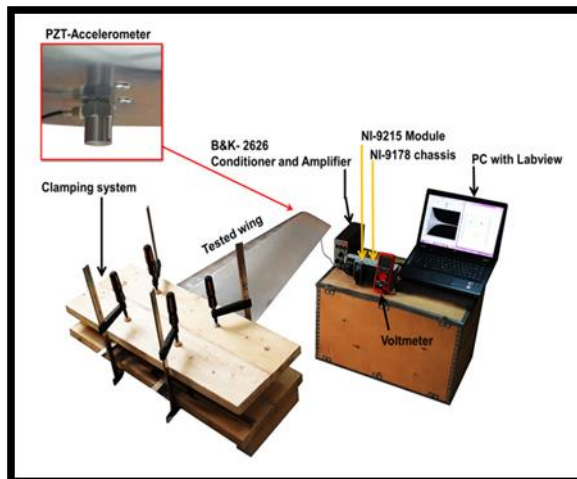 PZT-Accelerometer
B&K- 2626
Conditioner and Amplifier
NI-9215 Module
NI-9178 chassis
PC with Labview
Clamping system
Tested wing
Voltmeter